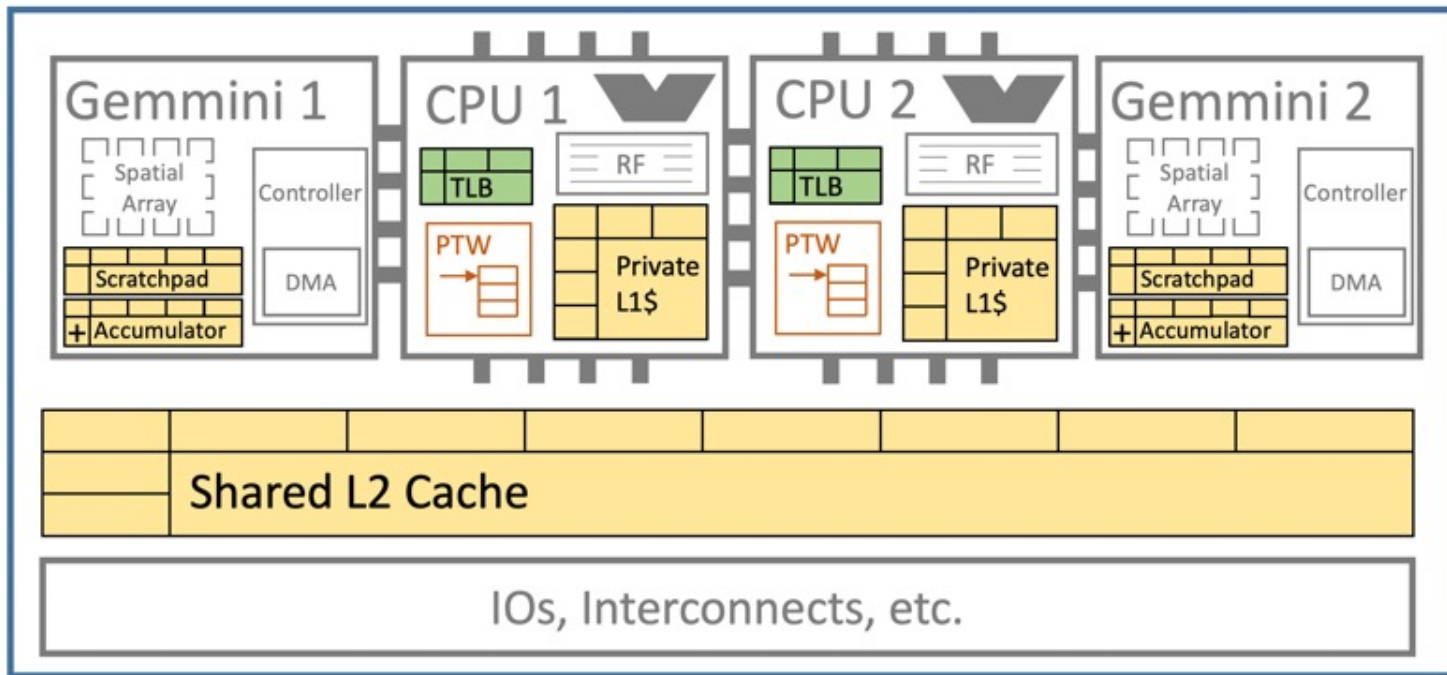 Gemmini 1
Spatial
Array
Controller
DMA
Scratchpad
+ Accumulator
CPU 1
TLB
RF
PTW
Private
L1$
CPU 2
TLB
RF
PTW
Private
L1$
Gemmini 2
Spatial
Array
Controller
DMA
Scratchpad
+ Accumulator
Shared L2 Cache
IOs, Interconnects, etc.